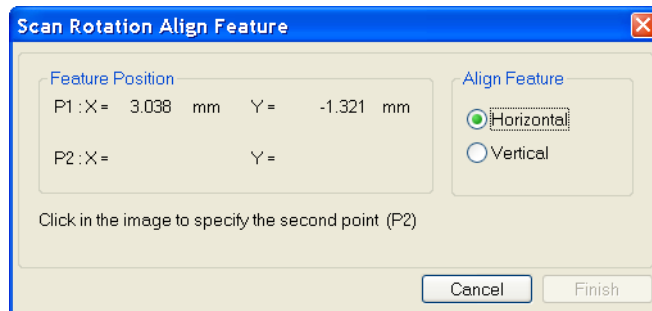 Scan Rotation Align Feature
Feature Position
P1 : X = 3.038 mm Y = -1.321 mm
P2 : X = Y =
Align Feature
Horizontal
Vertical
Click in the image to specify the second point (P2)
Cancel Finish